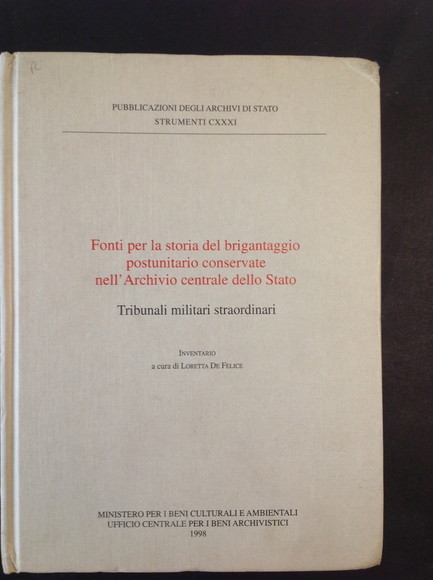 PUBBLICAZIONI DEGLI ARCHIVI DI STATO
STRUMENTI CXXXI
Fonti per la storia del brigantaggio
postunitario conservate
nell'Archivio centrale dello Stato
Tribunali militari straordinari
INVENTARIO
a cura di LORETTA DE FELICE
MINISTERO PER I BENI CULTURALI E AMBIENTALI
UFFICIO CENTRALE PER I BENI ARCHIVISTICI
1998